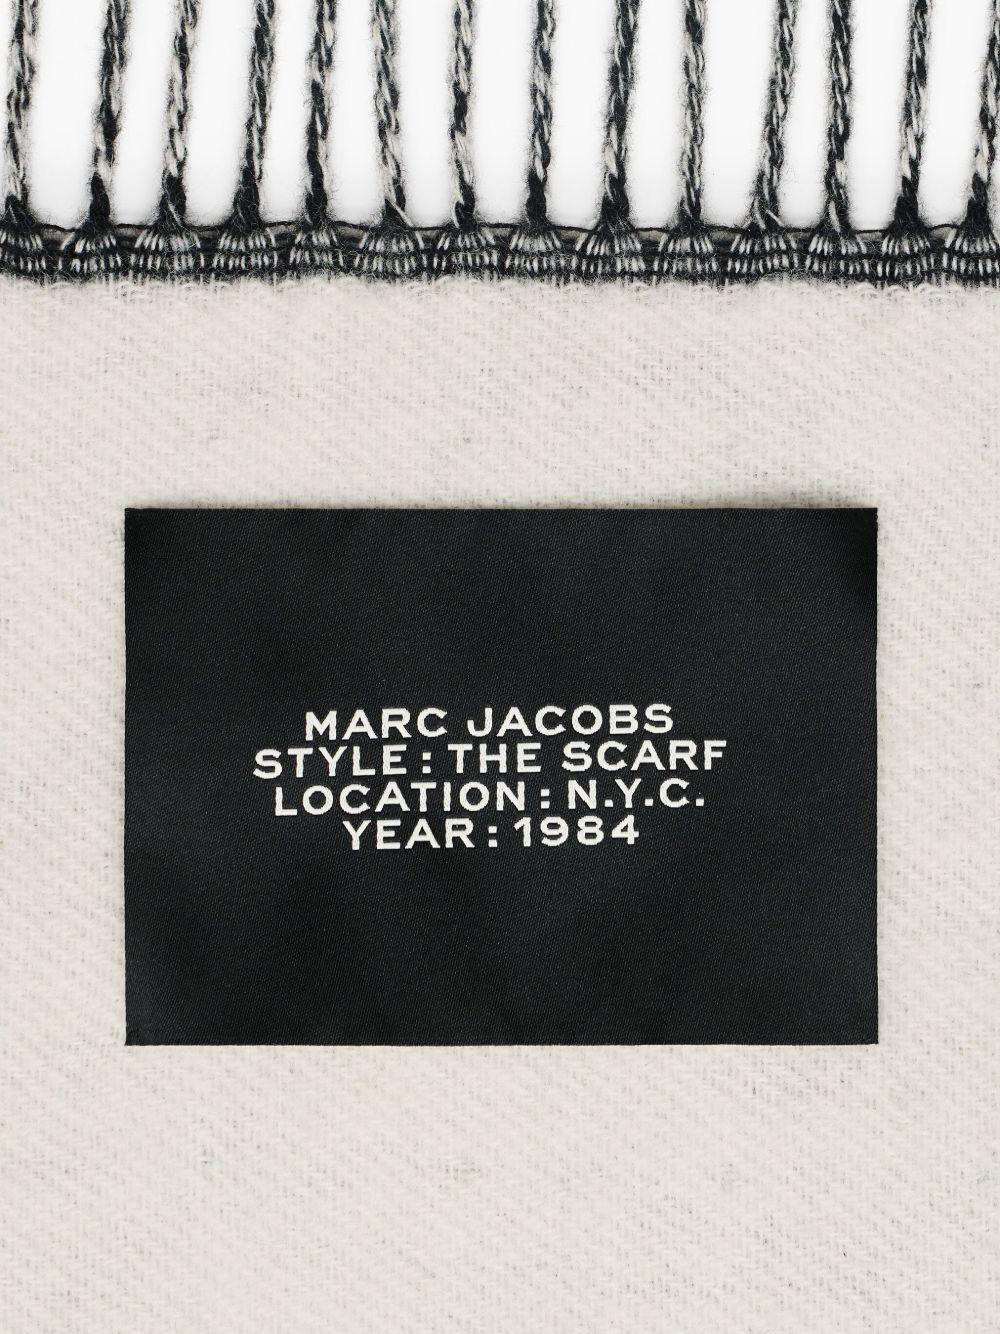 MARC JACOBS
STYLE : THE SCARF
LOCATION : N.Y.C.
YEAR : 1984